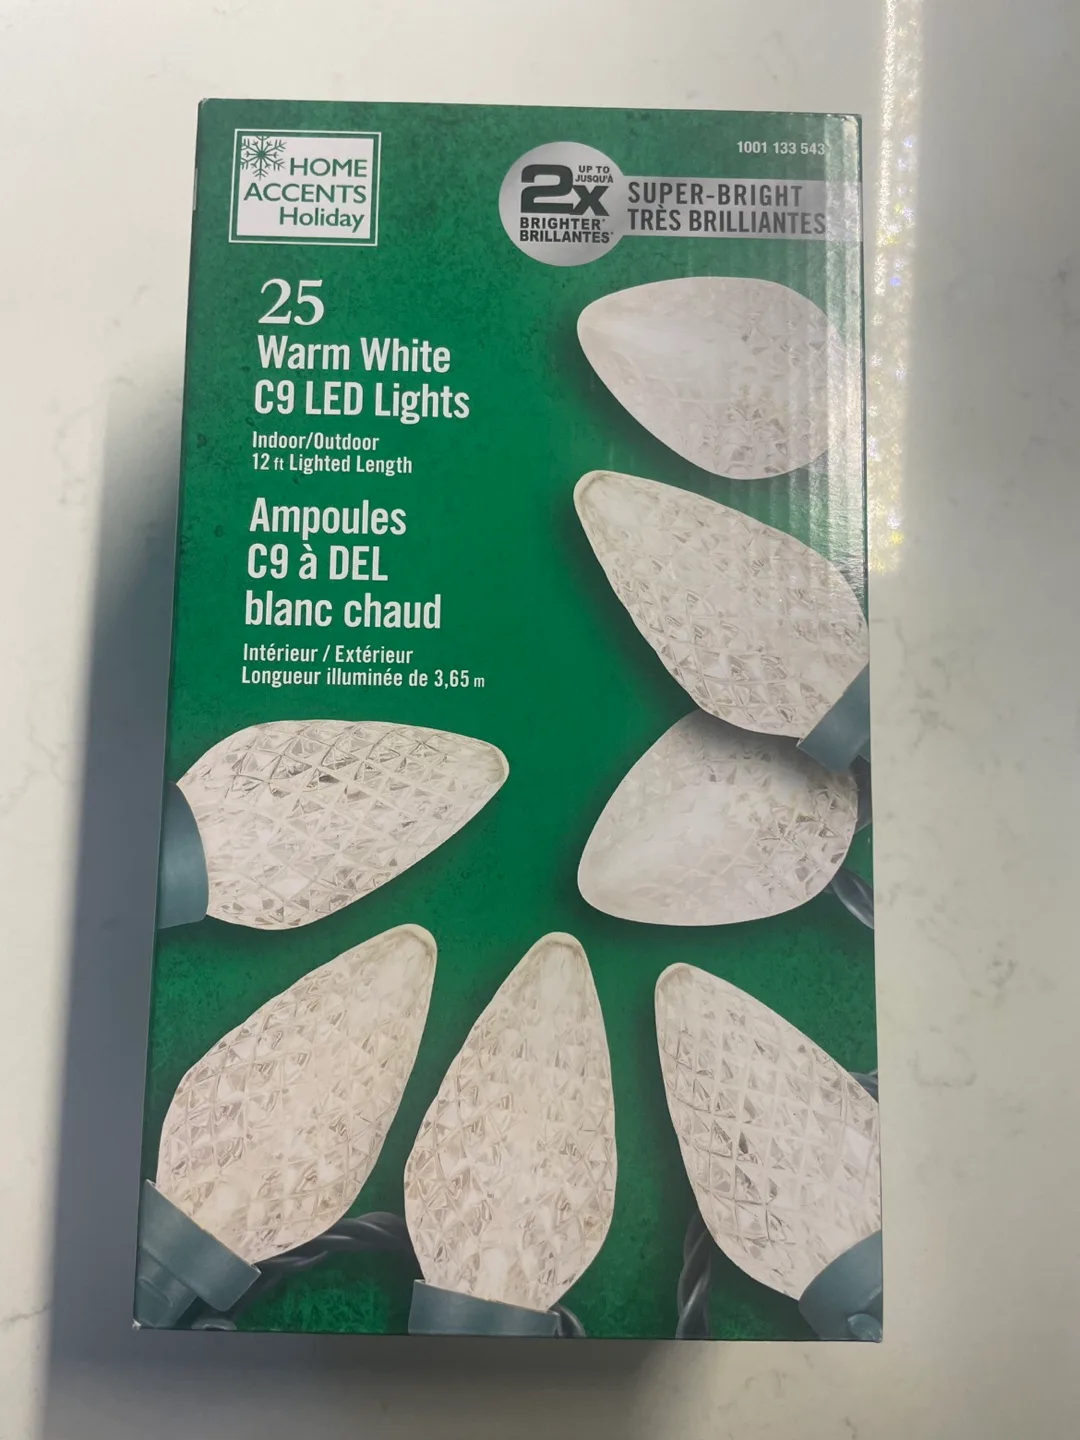 HOME
ACCENTS
Holiday
1001 133 543
UP TO
JUSQU'À
2x
BRIGHTER*
BRILLANTES*
SUPER-BRIGHT
TRÈS BRILLIANTES
25
Warm White
C9 LED Lights
Indoor/Outdoor
12 ft Lighted Length
Ampoules
C9 à DEL
blanc chaud
Intérieur / Extérieur
Longueur illuminée de 3,65 m